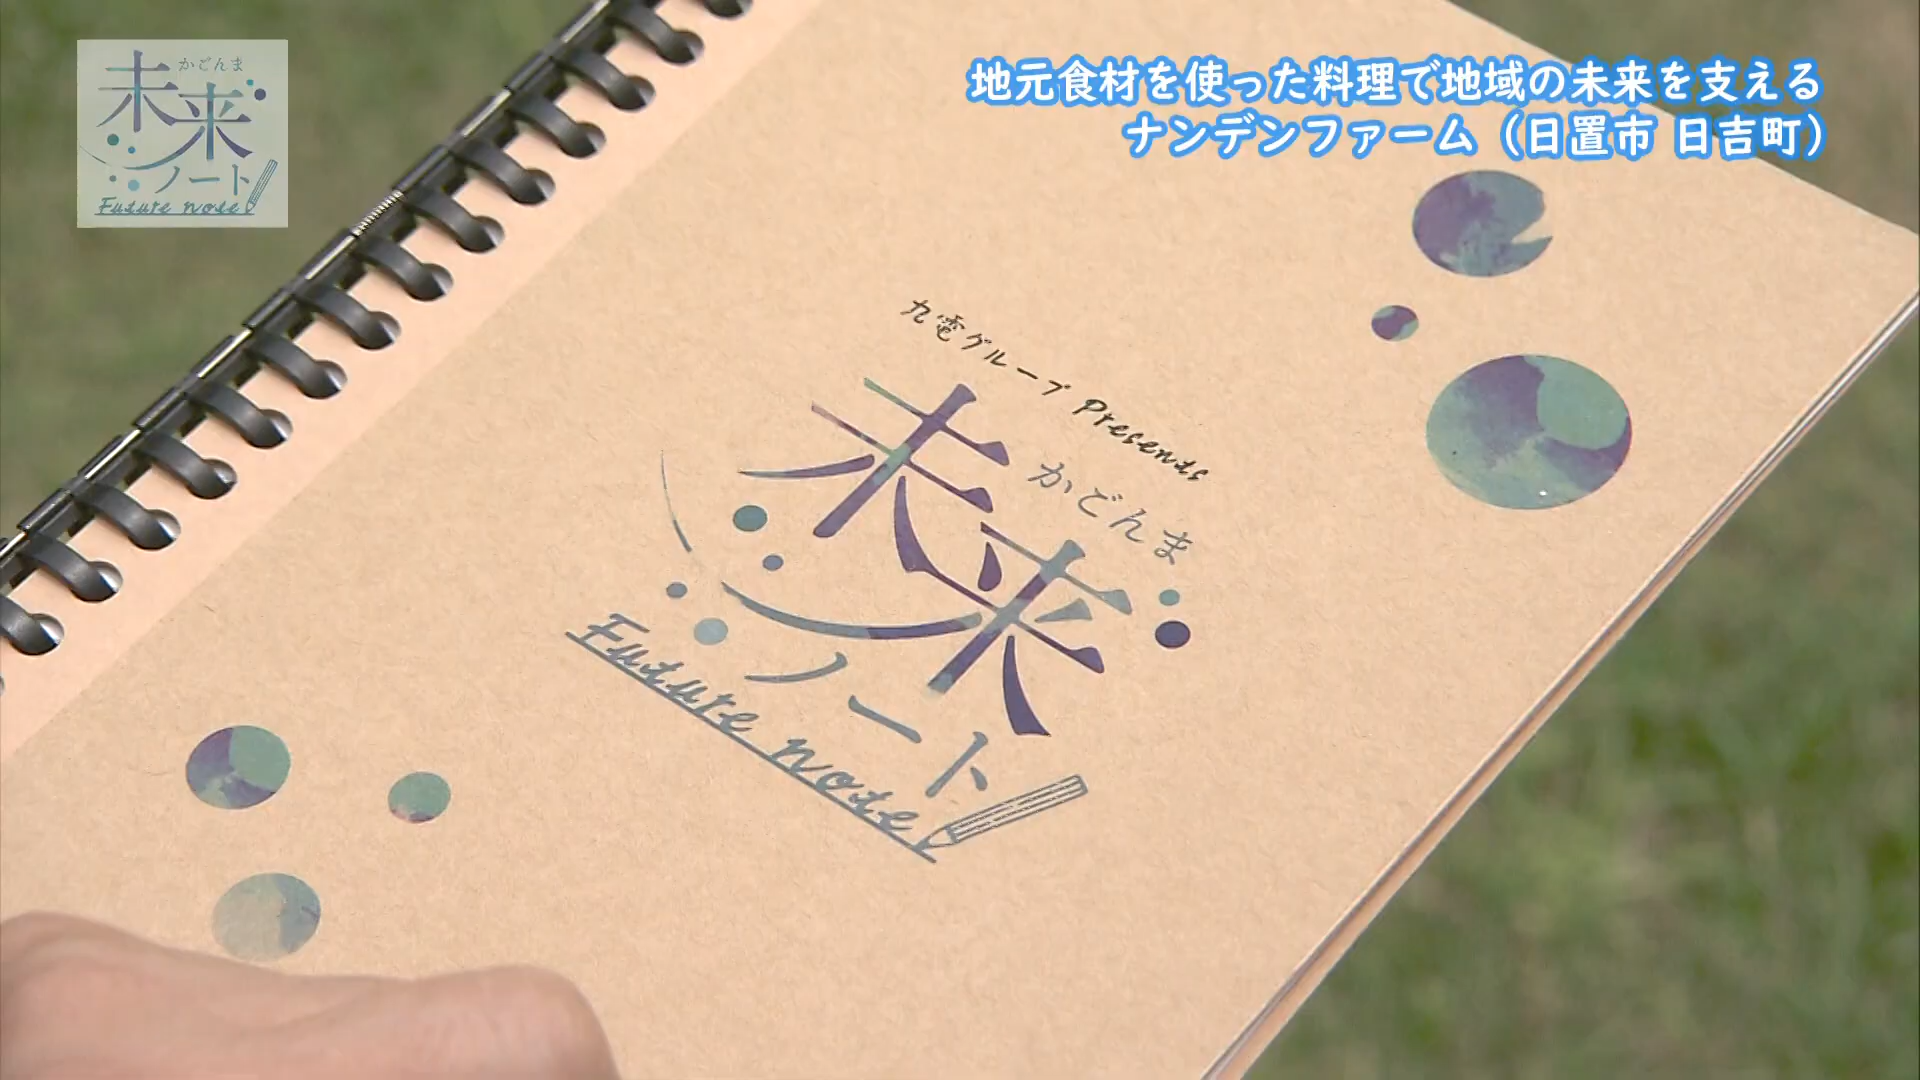 かごんま
未来
ノート
Future note
地元食材を使った料理で地域の未来を支える
ナンデンファーム（日置市 日吉町）
九電グループ Presents
かごんま
未来
ノート
Future note